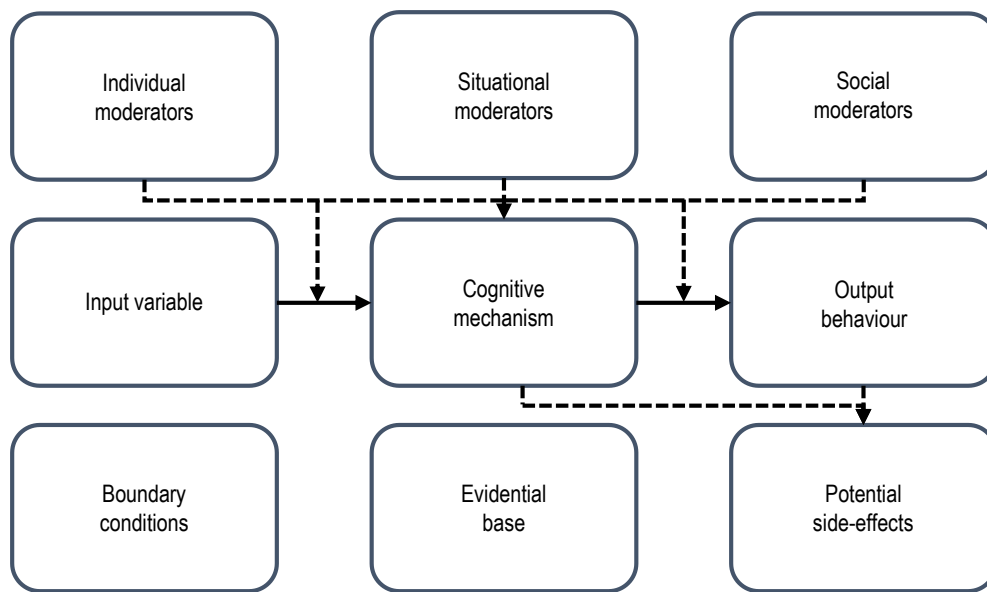 Individual
moderators
Situational
moderators
Social
moderators
Input variable
Cognitive
mechanism
Output
behaviour
Boundary
conditions
Evidential
base
Potential
side-effects